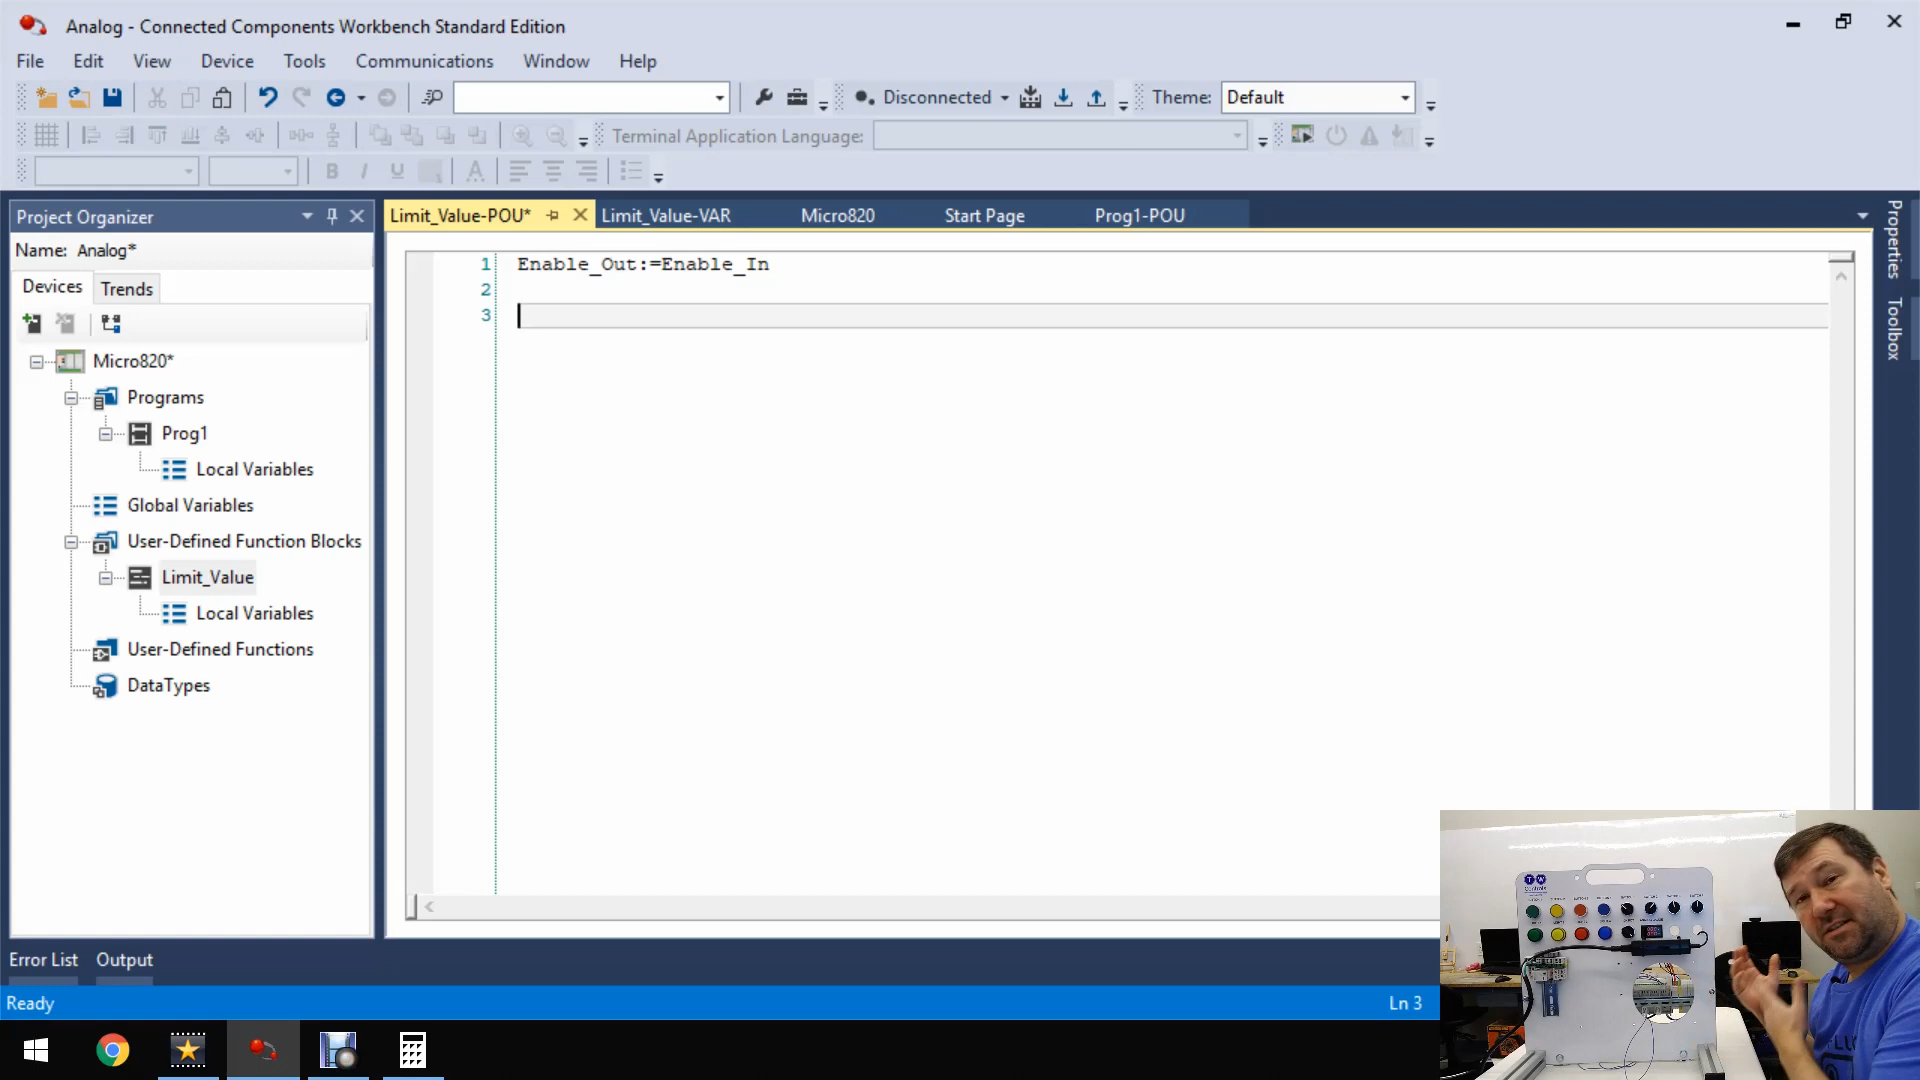 Analog - Connected Components Workbench Standard Edition
File Edit View Device Tools Communications Window Help
Disconnected Theme: Default
Terminal Application Language:
B I U A
Project Organizer
Name: Analog*
Devices Trends
Micro820*
Programs
Prog1
Local Variables
Global Variables
User-Defined Function Blocks
Limit_Value
Local Variables
User-Defined Functions
DataTypes
Limit_Value-POU* Limit_Value-VAR Micro820 Start Page Prog1-POU
1 Enable_Out:=Enable_In
2
3
Properties
Toolbox
Error List Output
Ready Ln 3
T W
Controls